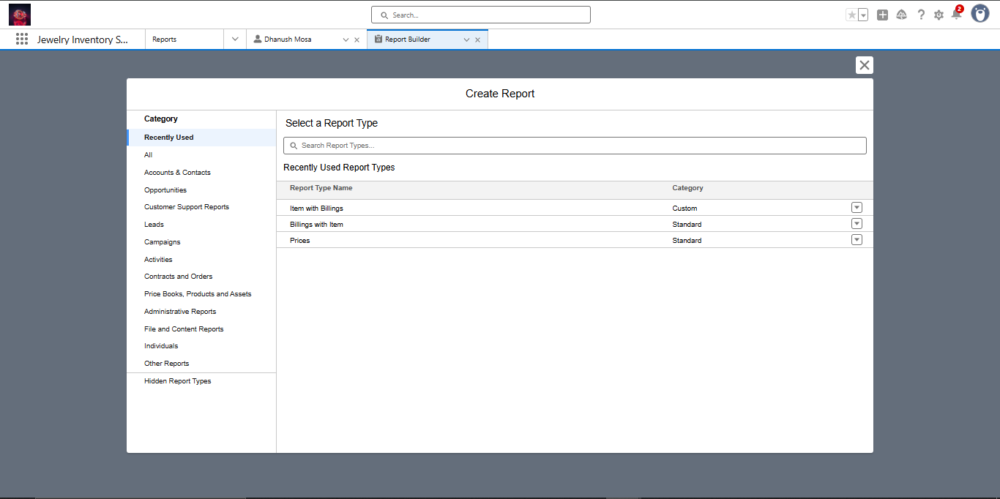 Search...
2
Jewelry Inventory S...
Reports
Dhanush Mosa
Report Builder
Create Report
Category
Recently Used
All
Accounts & Contacts
Opportunities
Customer Support Reports
Leads
Campaigns
Activities
Contracts and Orders
Price Books, Products and Assets
Administrative Reports
File and Content Reports
Individuals
Other Reports
Hidden Report Types
Select a Report Type
Search Report Types...
Recently Used Report Types
Report Type Name Category
Item with Billings Custom
Billings with Item Standard
Prices Standard